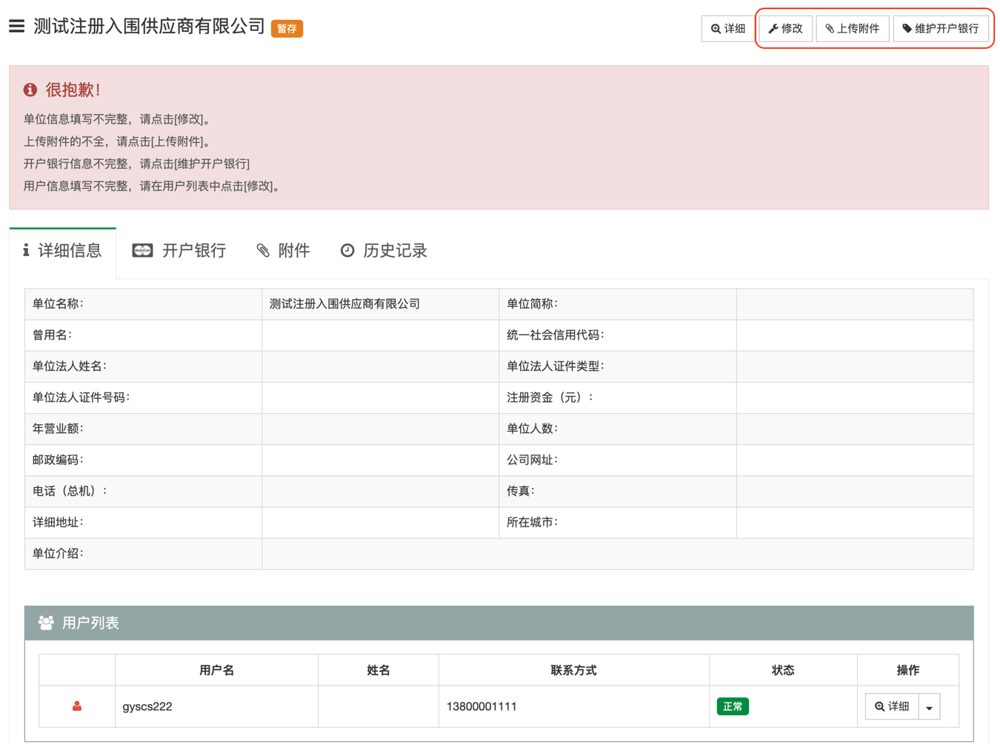 测试注册入围供应商有限公司 暂存
详细 修改 上传附件 维护开户银行
很抱歉！
单位信息填写不完整，请点击[修改]。
上传附件的不全，请点击[上传附件]。
开户银行信息不完整，请点击[维护开户银行]
用户信息填写不完整，请在用户列表中点击[修改]。
详细信息 开户银行 附件 历史记录
单位名称： 测试注册入围供应商有限公司 单位简称：
曾用名： 统一社会信用代码：
单位法人姓名： 单位法人证件类型：
单位法人证件号码： 注册资金（元）：
年营业额： 单位人数：
邮政编码： 公司网址：
电话（总机）： 传真：
详细地址： 所在城市：
单位介绍：
用户列表
用户名 姓名 联系方式 状态 操作
gyscs222 13800001111 正常 详细